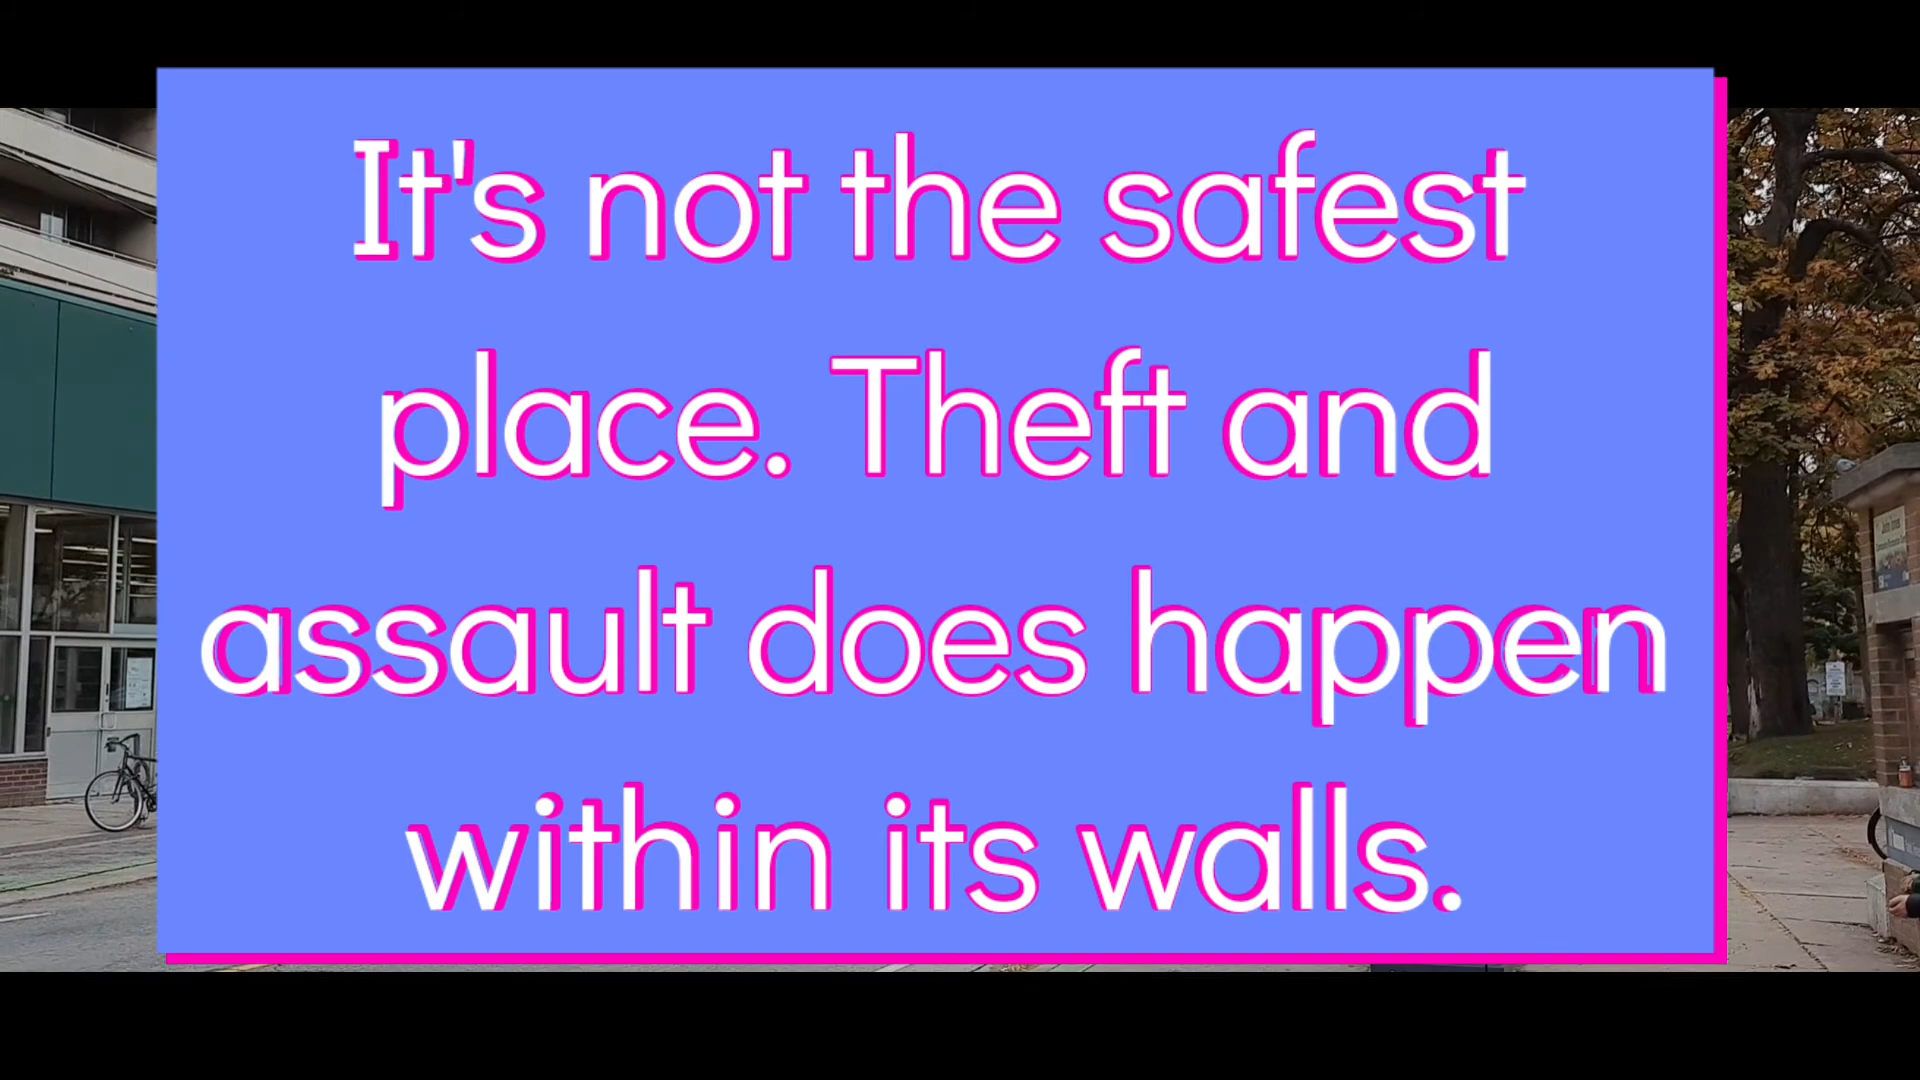 It's not the safest
place. Theft and
assault does happen
within its walls.